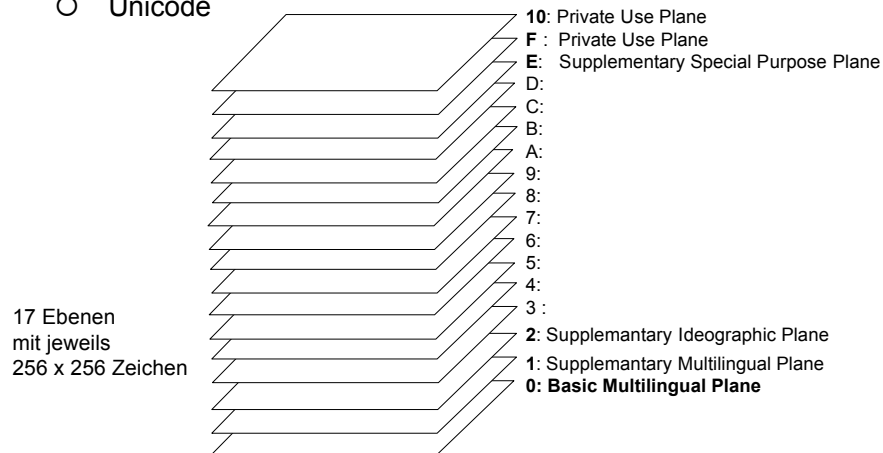 O Unicode
10: Private Use Plane
F : Private Use Plane
E: Supplementary Special Purpose Plane
D:
C:
B:
A:
9:
8:
7:
6:
5:
4:
3 :
2: Supplemantary Ideographic Plane
1: Supplemantary Multilingual Plane
0: Basic Multilingual Plane
17 Ebenen
mit jeweils
256 x 256 Zeichen